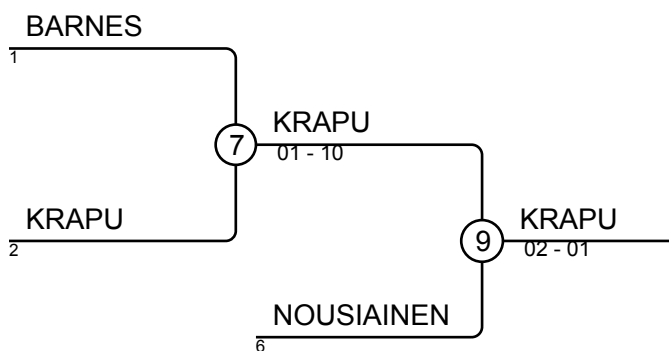 BARNES
1
KRAPU
7
01 - 10
KRAPU
2
KRAPU
9
02 - 01
NOUSIAINEN
6